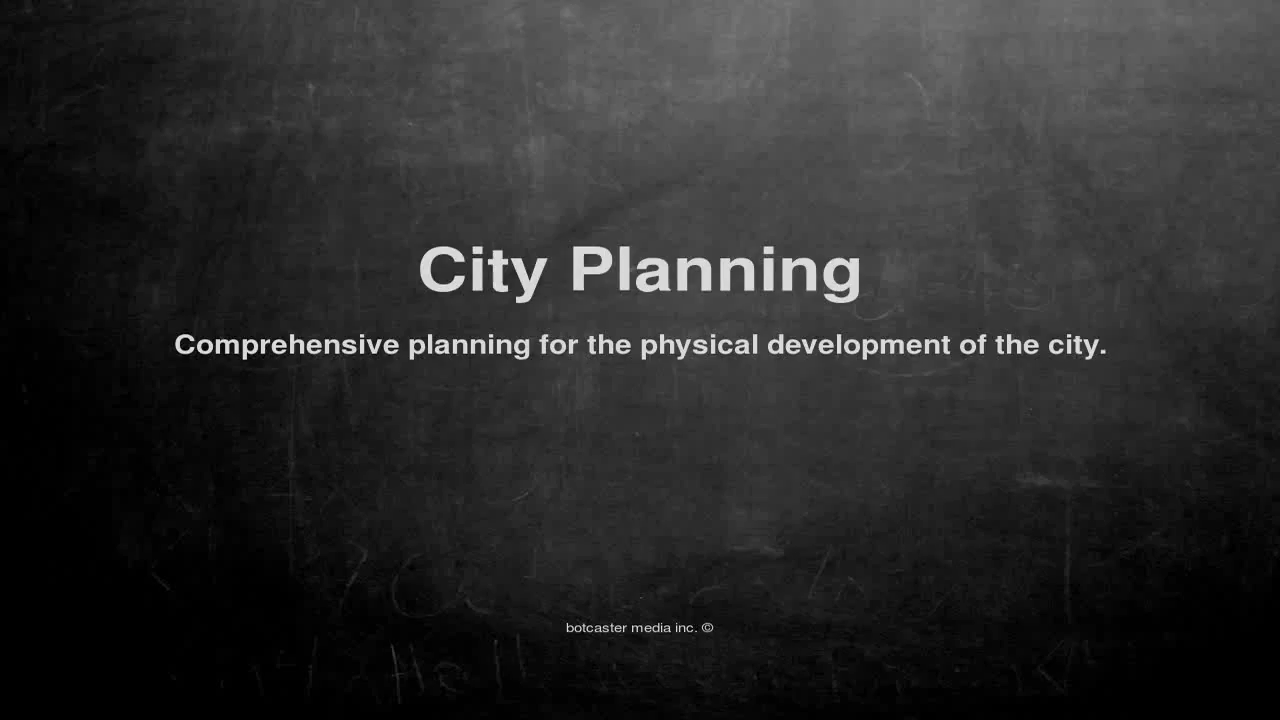 City Planning
Comprehensive planning for the physical development of the city.
botcaster media inc. ©